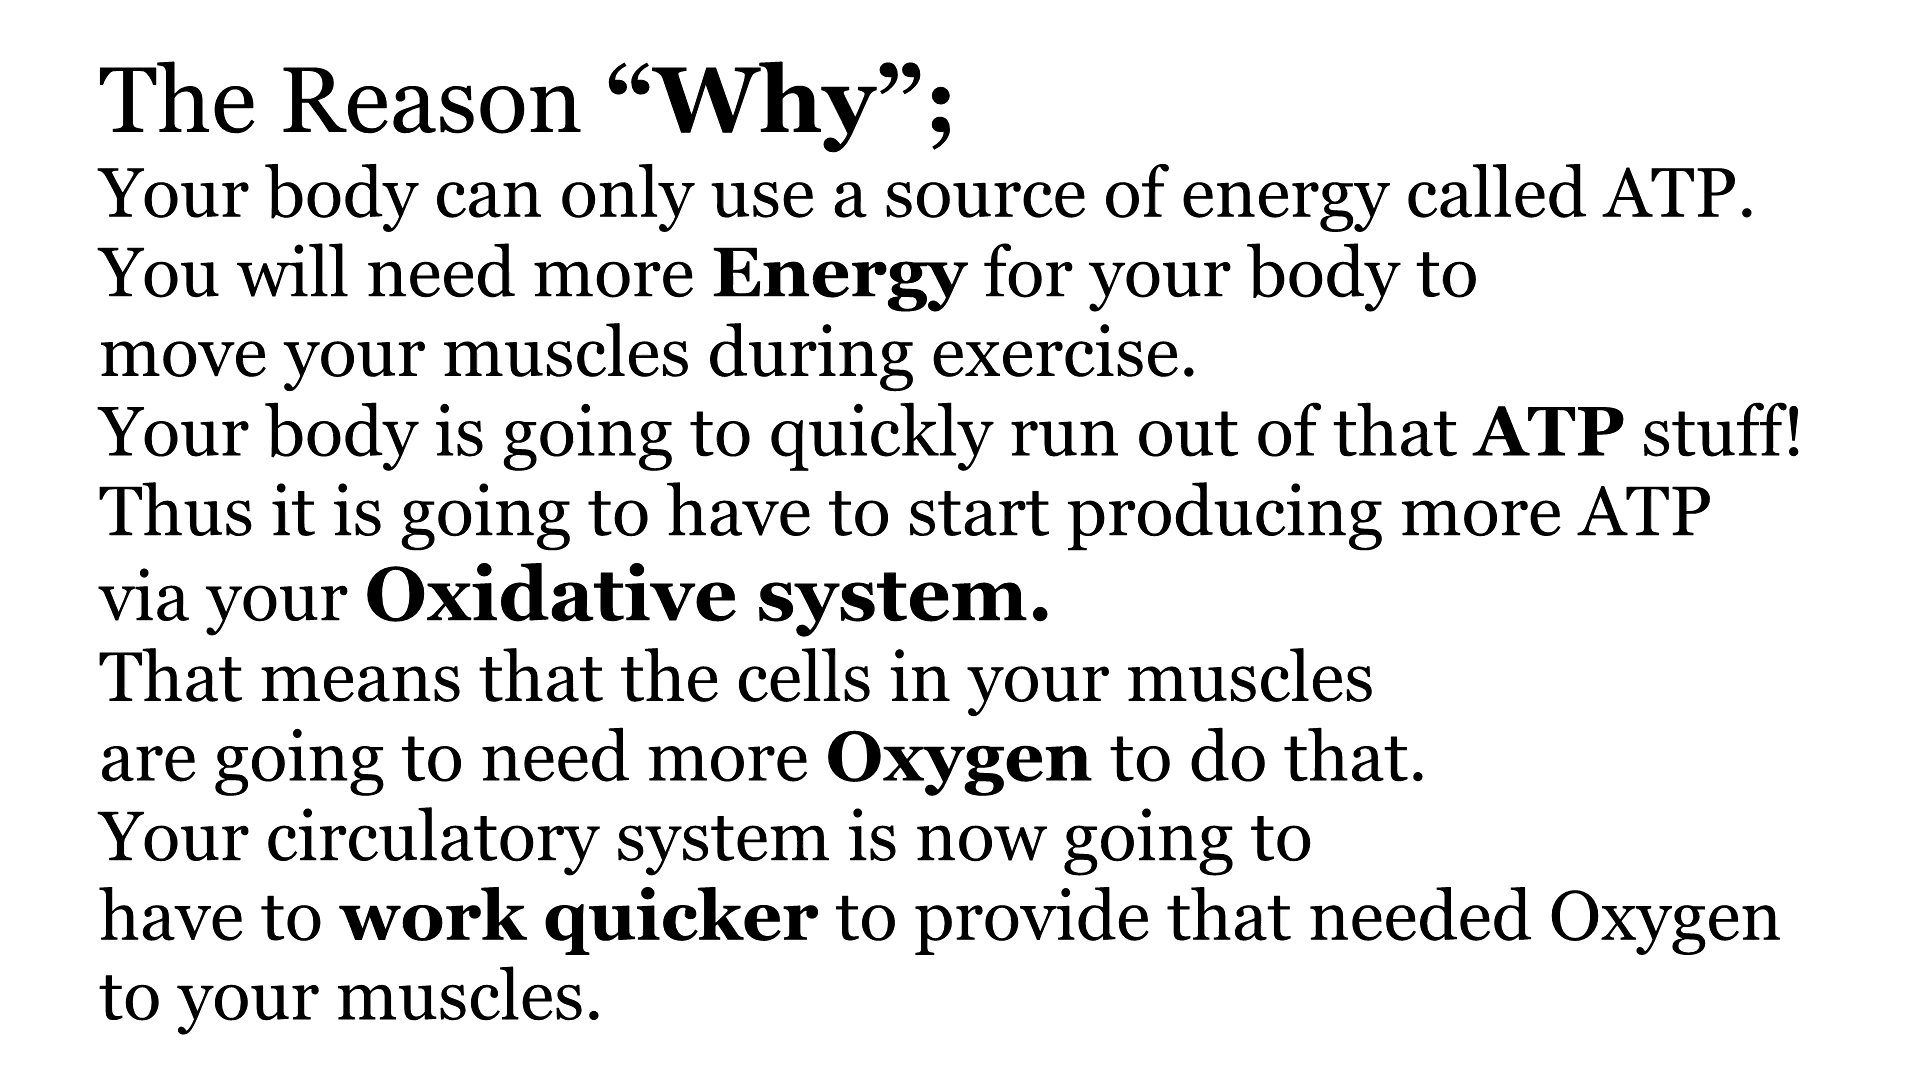 The Reason “Why”;
Your body can only use a source of energy called ATP.
You will need more Energy for your body to
move your muscles during exercise.
Your body is going to quickly run out of that ATP stuff!
Thus it is going to have to start producing more ATP
via your Oxidative system.
That means that the cells in your muscles
are going to need more Oxygen to do that.
Your circulatory system is now going to
have to work quicker to provide that needed Oxygen
to your muscles.